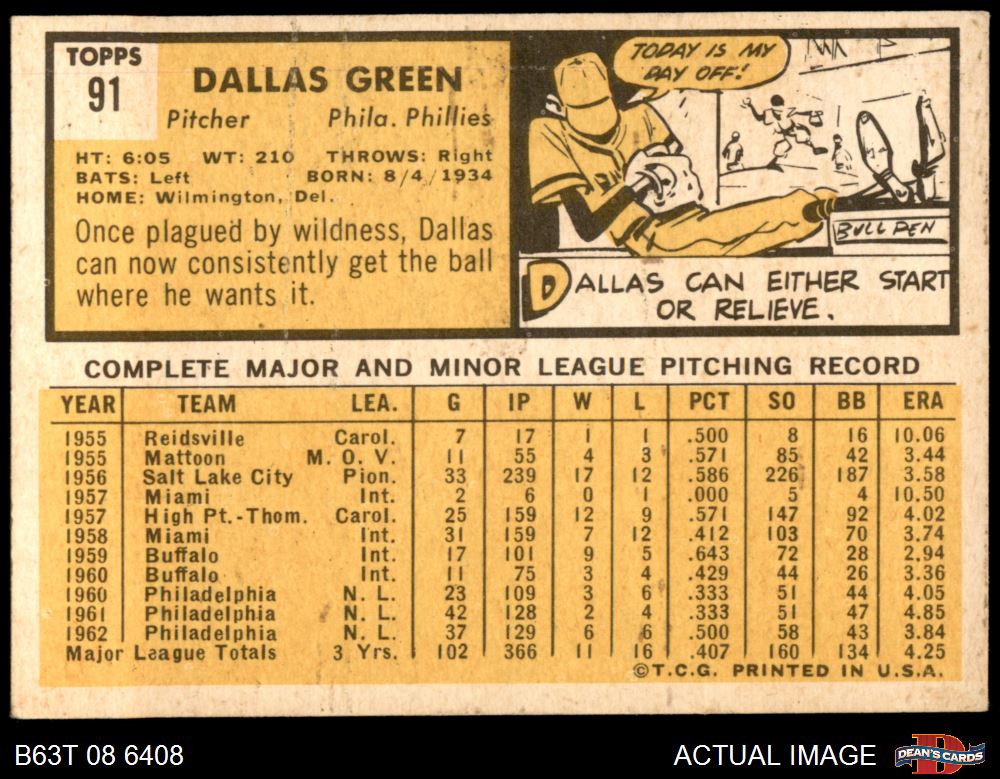 TOPPS
91
DALLAS GREEN
Pitcher Phila. Phillies
HT: 6:05 WT: 210 THROWS: Right
BATS: Left BORN: 8/4/1934
HOME: Wilmington, Del.
Once plagued by wildness, Dallas
can now consistently get the ball
where he wants it.
TODAY IS MY
DAY OFF!
BULL PEN
DALLAS CAN EITHER START
OR RELIEVE.
COMPLETE MAJOR AND MINOR LEAGUE PITCHING RECORD
YEAR TEAM LEA. G IP W L PCT SO BB ERA
1955 Reidsville Carol. 7 17 1 1 .500 8 16 10.06
1955 Mattoon M. O. V. 11 55 4 3 .571 85 42 3.44
1956 Salt Lake City Pion. 33 239 17 12 .586 226 187 3.58
1957 Miami Int. 2 6 0 1 .000 5 4 10.50
1957 High Pt.-Thom. Carol. 25 159 12 9 .571 147 92 4.02
1958 Miami Int. 31 159 7 12 .412 103 70 3.74
1959 Buffalo Int. 17 101 9 5 .643 72 28 2.94
1960 Buffalo Int. 11 75 3 4 .429 44 26 3.36
1960 Philadelphia N. L. 23 109 3 6 .333 51 44 4.05
1961 Philadelphia N. L. 42 128 2 4 .333 51 47 4.85
1962 Philadelphia N. L. 37 129 6 6 .500 58 43 3.84
Major League Totals 3 Yrs. 102 366 11 16 .407 160 134 4.25
©T.C.G. PRINTED IN U.S.A.
B63T 08 6408 ACTUAL IMAGE DEAN'S CARDS